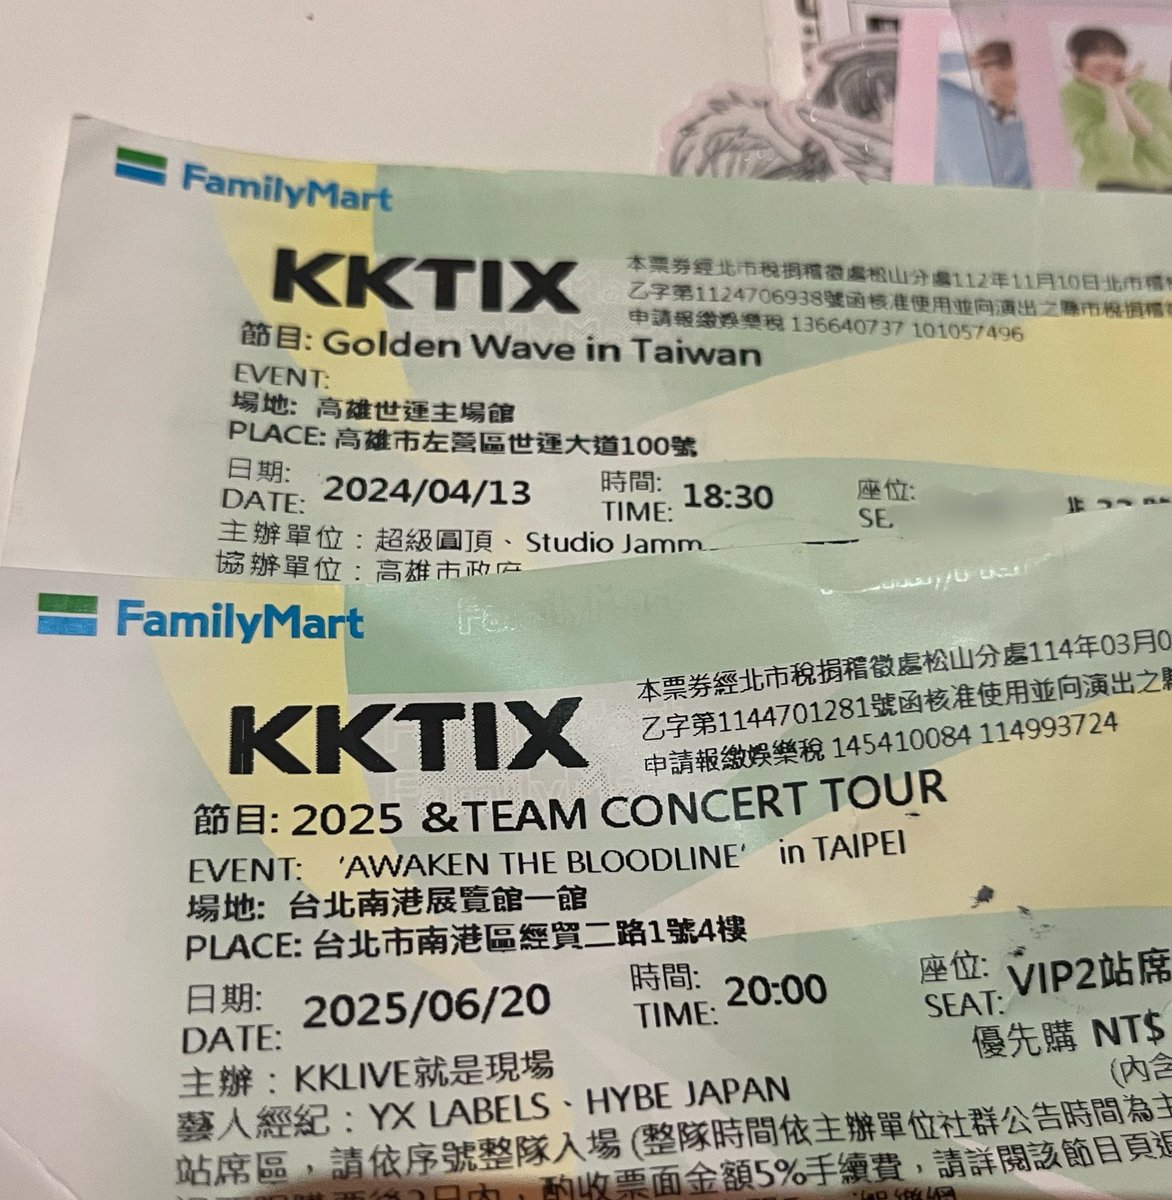 FamilyMart
KKTIX
本票券經北市稅捐稽徵處松山分處112年11月10日北市稽
乙字第1124706938號函核准使用並向演出之縣市稅捐
申請報繳娛樂稅 136640737 101057496
節目: Golden Wave in Taiwan
EVENT:
場地: 高雄世運主場館
PLACE: 高雄市左營區世運大道100號
日期: 時間: 座位:
DATE: 2024/04/13 TIME: 18:30 SE
主辦單位：超級圓頂、Studio Jamm
協辦單位：高雄市政府
FamilyMart
KKTIX
本票券經北市稅捐稽徵處松山分處114年03月0
乙字第1144701281號函核准使用並向演出之
申請報繳娛樂稅 145410084 114993724
節目: 2025 &TEAM CONCERT TOUR
EVENT: 'AWAKEN THE BLOODLINE' in TAIPEI
場地: 台北南港展覽館一館
PLACE: 台北市南港區經貿二路1號4樓
日期: 時間: 座位:
DATE: 2025/06/20 TIME: 20:00 SEAT: VIP2站席
優先購 NT$
(內含
主辦：KKLIVE就是現場
藝人經紀：YX LABELS、HYBE JAPAN
站席區，請依序號整隊入場 (整隊時間依主辦單位社群公告時間為主
酌收票面金額5%手續費，請詳閱該節目頁退